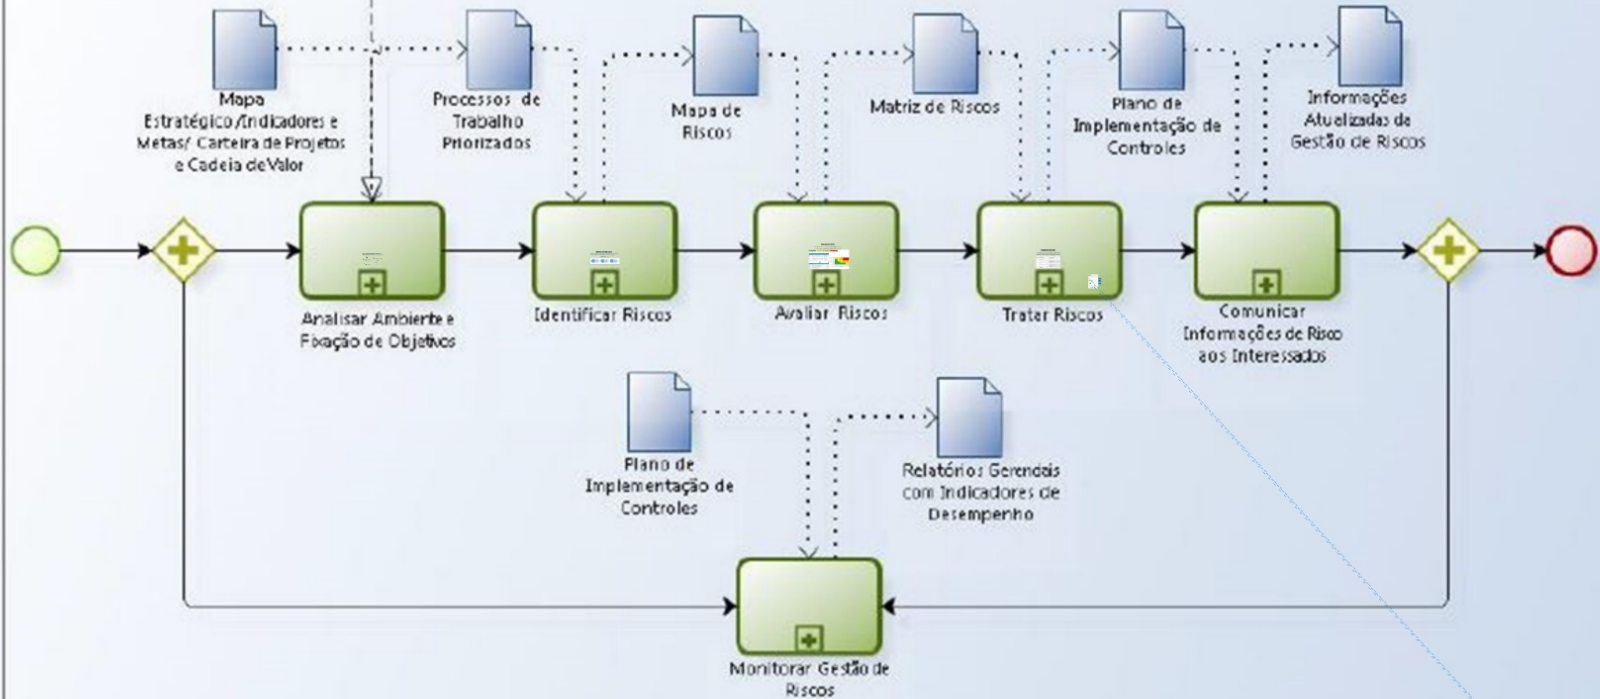 Mapa
Estratégico/Indicadores e
Metas/ Carteira de Projetos
e Cadeia de Valor
Processos de
Trabalho
Priorizados
Mapa de
Riscos
Matriz de Riscos
Plano de
Implementação de
Controles
Informações
Atualizadas da
Gestão de Riscos
Analisar Ambiente e
Fixação de Objetivos
Identificar Riscos
Avaliar Riscos
Tratar Riscos
Comunicar
Informações de Risco
aos Interessados
Plano de
Implementação de
Controles
Relatórios Gerenciais
com Indicadores de
Desempenho
Monitorar Gestão de
Riscos